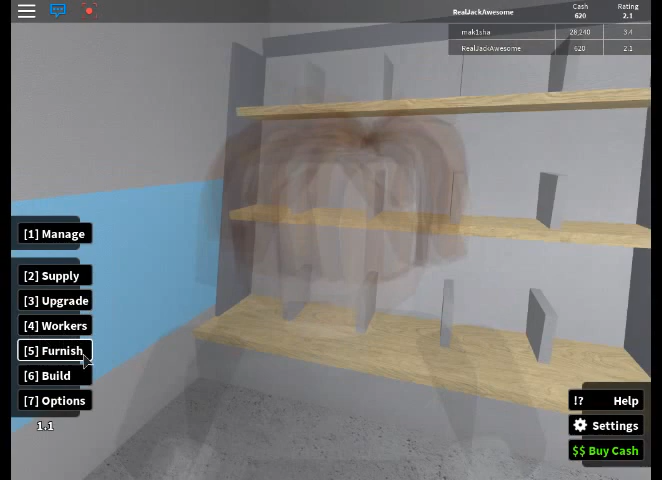 RealJackAwesome
Cash
620
Rating
2.1
mak1sha 28,240 3.4
RealJackAwesome 620 2.1
[1] Manage
[2] Supply
[3] Upgrade
[4] Workers
[5] Furnish
[6] Build
[7] Options
1.1
!? Help
Settings
$$ Buy Cash